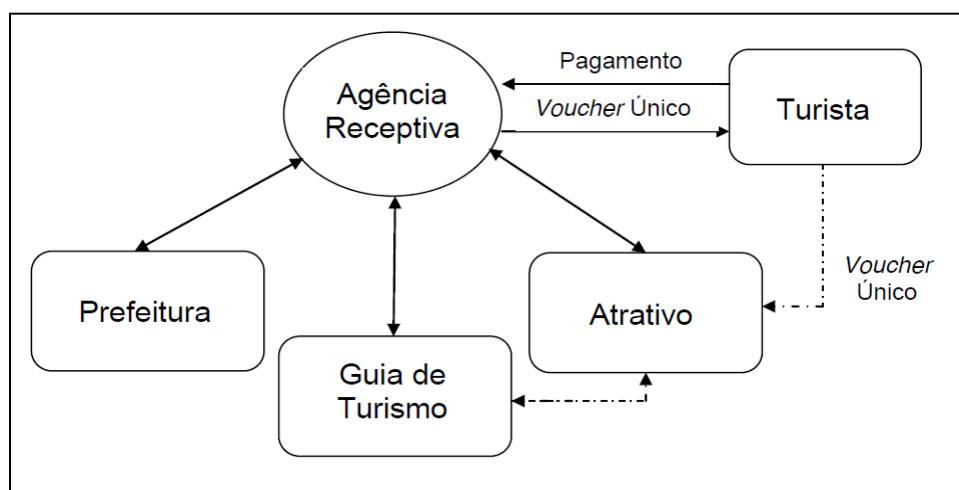 Agência
Receptiva
Pagamento
Voucher Único
Turista
Prefeitura
Guia de
Turismo
Atrativo
Voucher
Único